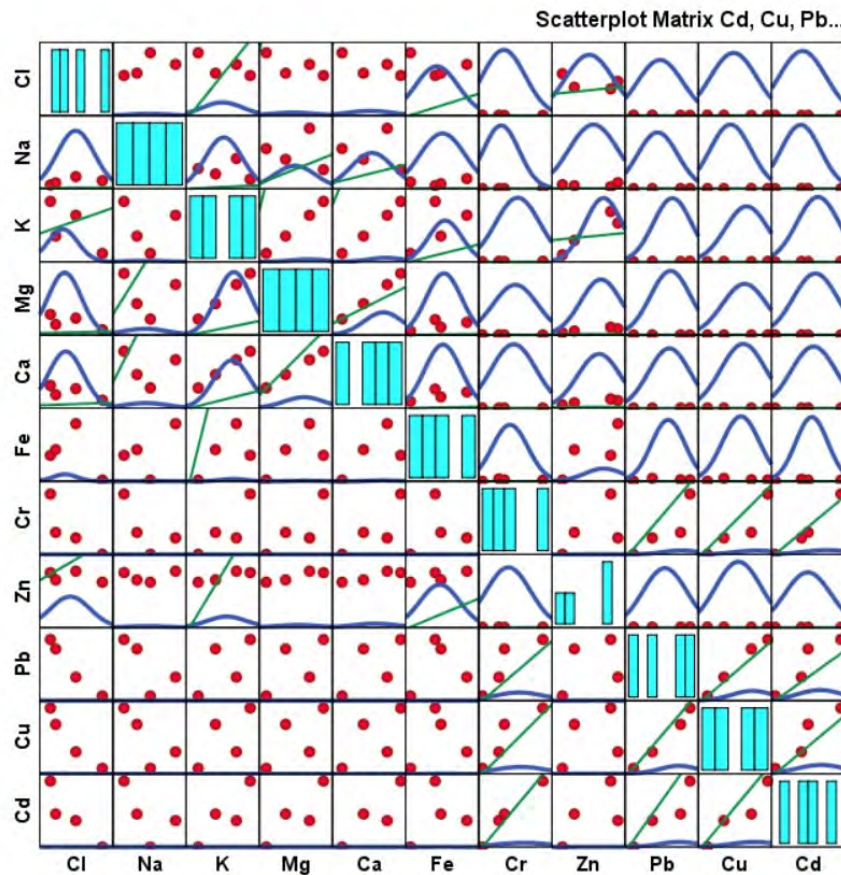 Scatterplot Matrix Cd, Cu, Pb...
Cl
Na
K
Mg
Ca
Fe
Cr
Zn
Pb
Cu
Cd
Cl Na K Mg Ca Fe Cr Zn Pb Cu Cd